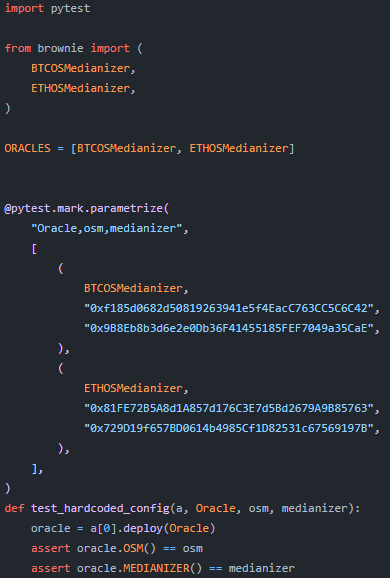 import pytest

from brownie import (
    BTCOSMedianizer,
    ETHOSMedianizer,
)

ORACLES = [BTCOSMedianizer, ETHOSMedianizer]


@pytest.mark.parametrize(
    "Oracle,osm,medianizer",
    [
        (
            BTCOSMedianizer,
            "0xf185d0682d50819263941e5f4EacC763CC5C6C42",
            "0x9B8Eb8b3d6e2e0Db36F41455185FEF7049a35CaE",
        ),
        (
            ETHOSMedianizer,
            "0x81FE72B5A8d1A857d176C3E7d5Bd2679A9B85763",
            "0x729D19f657BD0614b4985Cf1D82531c67569197B",
        ),
    ],
)
def test_hardcoded_config(a, Oracle, osm, medianizer):
    oracle = a[0].deploy(Oracle)
    assert oracle.OSM() == osm
    assert oracle.MEDIANIZER() == medianizer